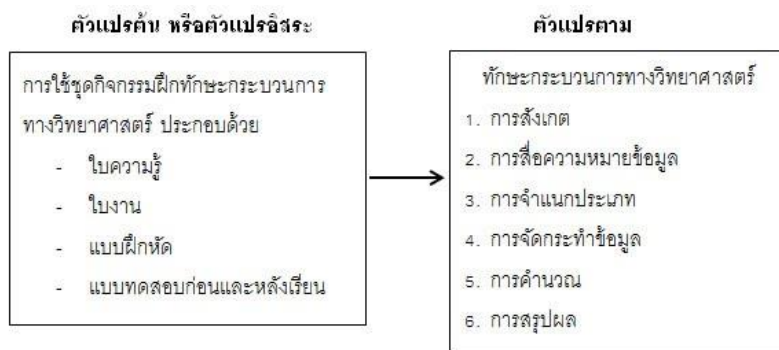 ตัวแปรต้น หรือตัวแปรอิสระ
การใช้ชุดกิจกรรมฝึกทักษะกระบวนการ
ทางวิทยาศาสตร์ ประกอบด้วย
- ใบความรู้
- ใบงาน
- แบบฝึกหัด
- แบบทดสอบก่อนและหลังเรียน
ตัวแปรตาม
ทักษะกระบวนการทางวิทยาศาสตร์
1. การสังเกต
2. การสื่อความหมายข้อมูล
3. การจำแนกประเภท
4. การจัดกระทำข้อมูล
5. การคำนวณ
6. การสรุปผล